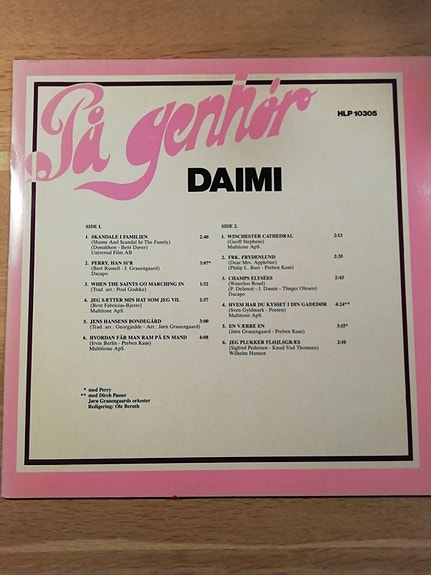 På genhør
HLP 10305
DAIMI
SIDE 1.
1. SKANDALE I FAMILIEN 2:40
(Shame And Scandal In The Family)
(Donaldson - Bent Daver)
Universal Film AB
2. PERRY, HAN SI'R 3:07*
(Bert Russell - J. Grauengaard)
Dacapo
3. WHEN THE SAINTS GO MARCHING IN 1:52
(Trad. arr.: Poul Godske)
4. JEG SÆTTER MIN HAT SOM JEG VIL 2:57
(Bent Fabricius-Bjerre)
Multitone ApS.
5. JENS HANSENS BONDEGÅRD 3:00
(Trad. arr: Georgjedde - Arr: Jørn Grauengaard)
6. HVORDAN FÅR MAN RAM PÅ EN MAND 4:08
(Irvin Berlin - Preben Kaas)
Multitone ApS
* med Perry
** med Dirch Passer
Jørn Grauengaards orkester
Redigering: Ole Beroth
SIDE 2.
1. WINCHESTER CATHEDRAL 2:13
(Geoff Stephens)
Multitone ApS.
2. FRK. FRYDENLUND 2:35
(Dear Mrs. Applebee)
(Philip L. Baer - Preben Kaas)
3. CHAMPS ELYSÉES 2:43
(Waterloo Road)
(P. Delanoë - J. Dassin - Thøger Olesen)
Dacapo
4. HVEM HAR DU KYSSET I DIN GADEDØR 4:24**
(Sven Gyldmark - Poeten)
Multitone ApS.
5. EN VÆRRE EN 3:15*
(Jørn Grauengaard - Preben Kaas)
6. JEG PLUKKER FLØJLSGRÆS 2:10
(Sigfred Pedersen - Knud Vad Thomsen)
Wilhelm Hansen